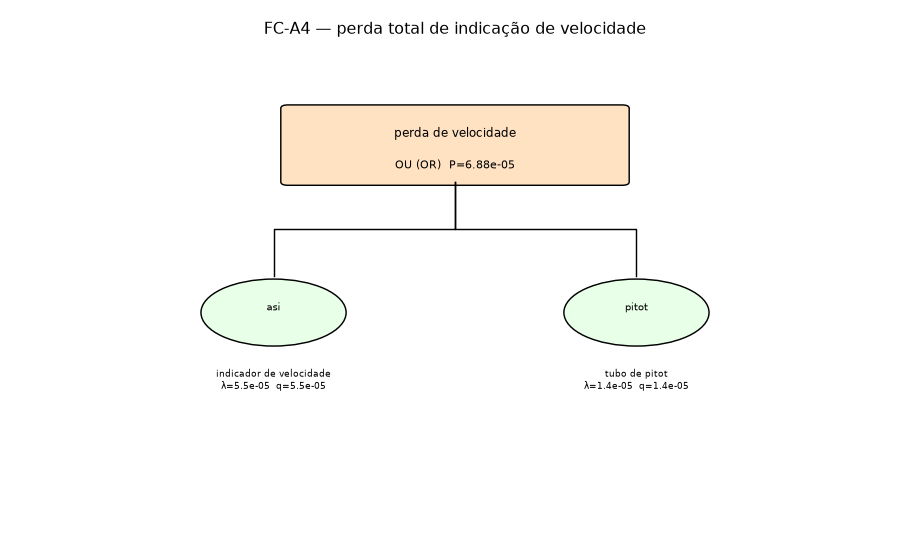 FC-A4 — perda total de indicação de velocidade
perda de velocidade
OU (OR)  P=6.88e-05
asi
pitot
indicador de velocidade
λ=5.5e-05  q=5.5e-05
tubo de pitot
λ=1.4e-05  q=1.4e-05